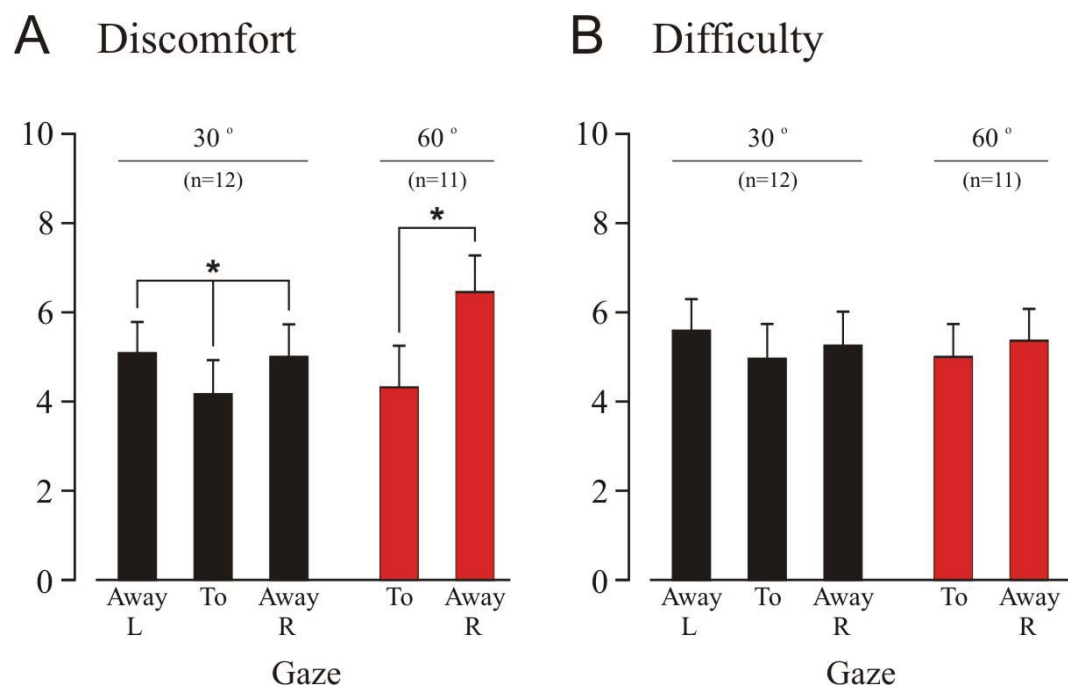 A Discomfort
10
8
6
4
2
0
30 °
(n=12)
60 °
(n=11)
*
*
Away L
To
Away R
To
Away R
Gaze
B Difficulty
10
8
6
4
2
0
30 °
(n=12)
60 °
(n=11)
Away L
To
Away R
To
Away R
Gaze